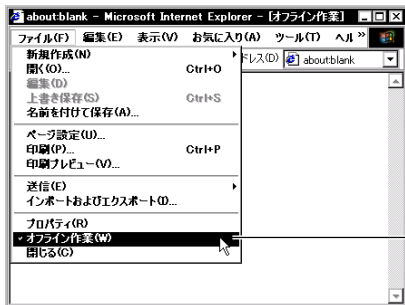 about:blank - Microsoft Internet Explorer - [オフライン作業]
ファイル(F) 編集(E) 表示(V) お気に入り(A) ツール(T) ヘル »
新規作成(N)
ドレス(D) about:blank
開く(O)... Ctrl+O
編集(D)
上書き保存(S) Ctrl+S
名前を付けて保存(A)...
ページ設定(U)...
印刷(P)... Ctrl+P
印刷プレビュー(V)...
送信(E)
インポートおよびエクスポート(I)...
プロパティ(R)
オフライン作業(W)
閉じる(C)